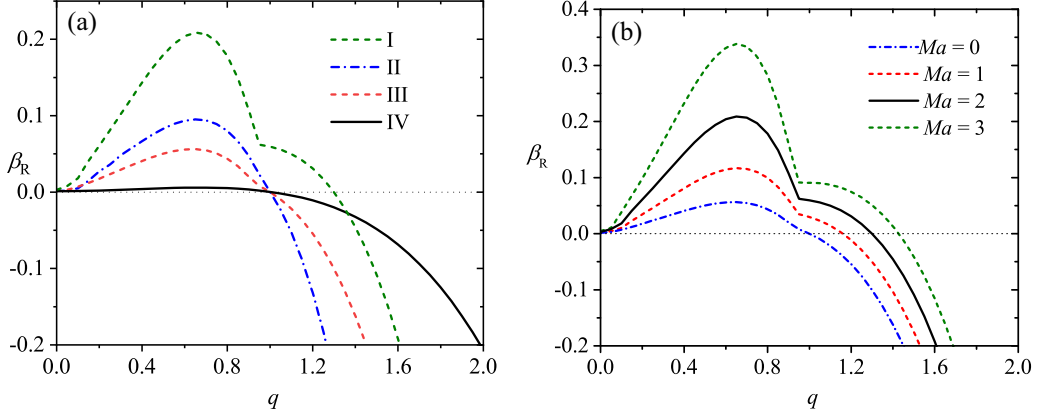 (a)
I
II
III
IV
0.2
0.1
0.0
-0.1
-0.2
βR
0.0 0.4 0.8 1.2 1.6 2.0
q
(b)
Ma = 0
Ma = 1
Ma = 2
Ma = 3
0.4
0.3
0.2
0.1
0.0
-0.1
-0.2
βR
0.0 0.4 0.8 1.2 1.6 2.0
q